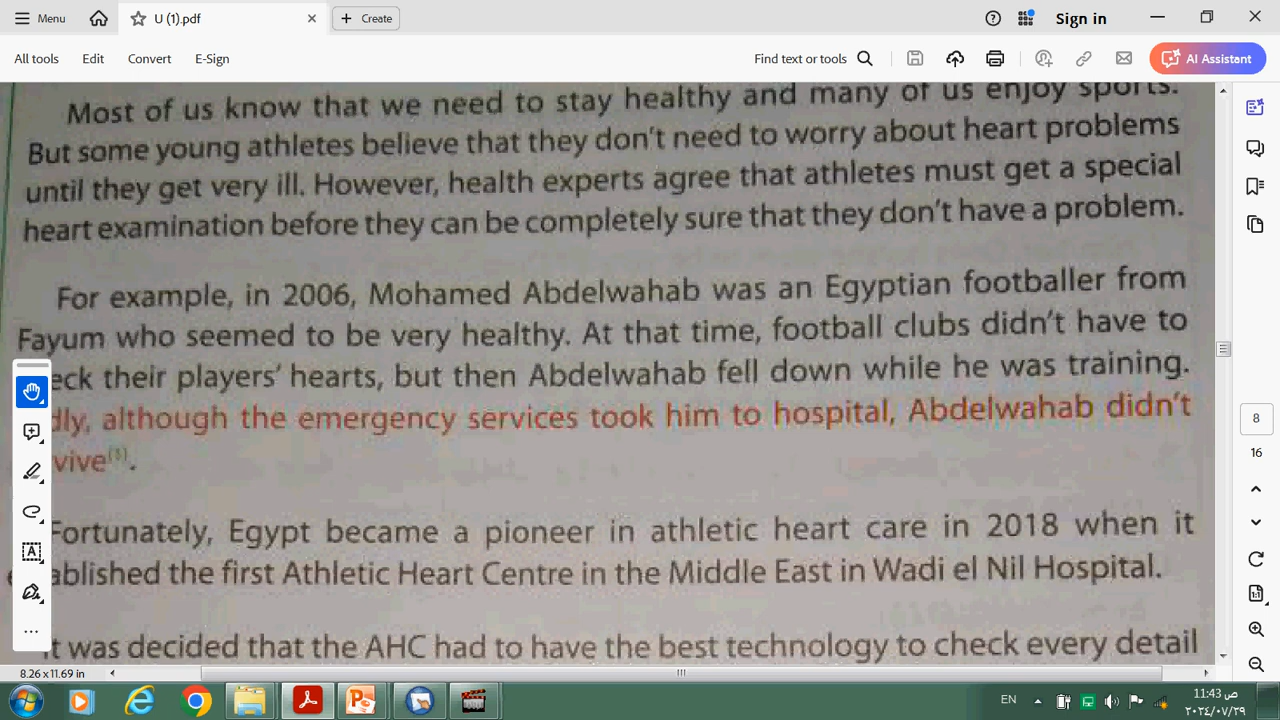 Menu
U (1).pdf
Create
Sign in
All tools
Edit
Convert
E-Sign
Find text or tools
AI Assistant
Most of us know that we need to stay healthy and many of us enjoy sports.
But some young athletes believe that they don't need to worry about heart problems
until they get very ill. However, health experts agree that athletes must get a special
heart examination before they can be completely sure that they don't have a problem.
For example, in 2006, Mohamed Abdelwahab was an Egyptian footballer from
Fayum who seemed to be very healthy. At that time, football clubs didn't have to
eck their players' hearts, but then Abdelwahab fell down while he was training.
dly, although the emergency services took him to hospital, Abdelwahab didn't
vive
Fortunately, Egypt became a pioneer in athletic heart care in 2018 when it
ablished the first Athletic Heart Centre in the Middle East in Wadi el Nil Hospital.
It was decided that the AHC had to have the best technology to check every detail
8
16
8.26 x 11.69 in
EN
11:43 ص
٢٠٢٤/٠٧/٢٩